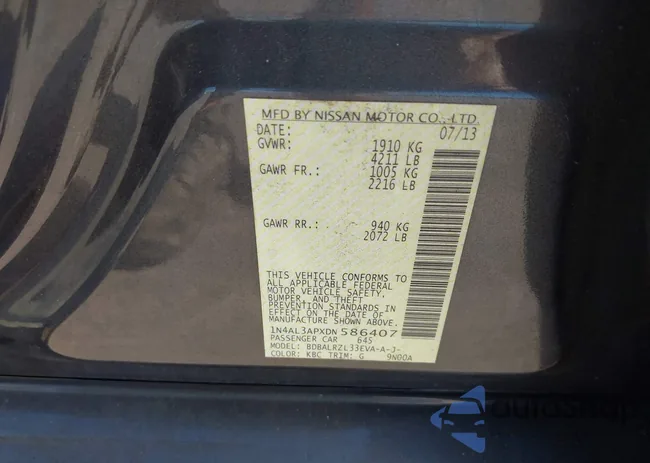 MFD BY NISSAN MOTOR CO.,LTD.
DATE: 07/13
GVWR: 1910 KG
4211 LB
GAWR FR.: 1005 KG
2216 LB
GAWR RR.: 940 KG
2072 LB
THIS VEHICLE CONFORMS TO
ALL APPLICABLE FEDERAL
MOTOR VEHICLE SAFETY,
BUMPER, AND THEFT
PREVENTION STANDARDS IN
EFFECT ON THE DATE OF
MANUFACTURE SHOWN ABOVE.
1N4AL3APXDN 586407
PASSENGER CAR 645
MODEL: BDBALRZL33EVA-A-J-
COLOR: KBC TRIM: G 9N00A